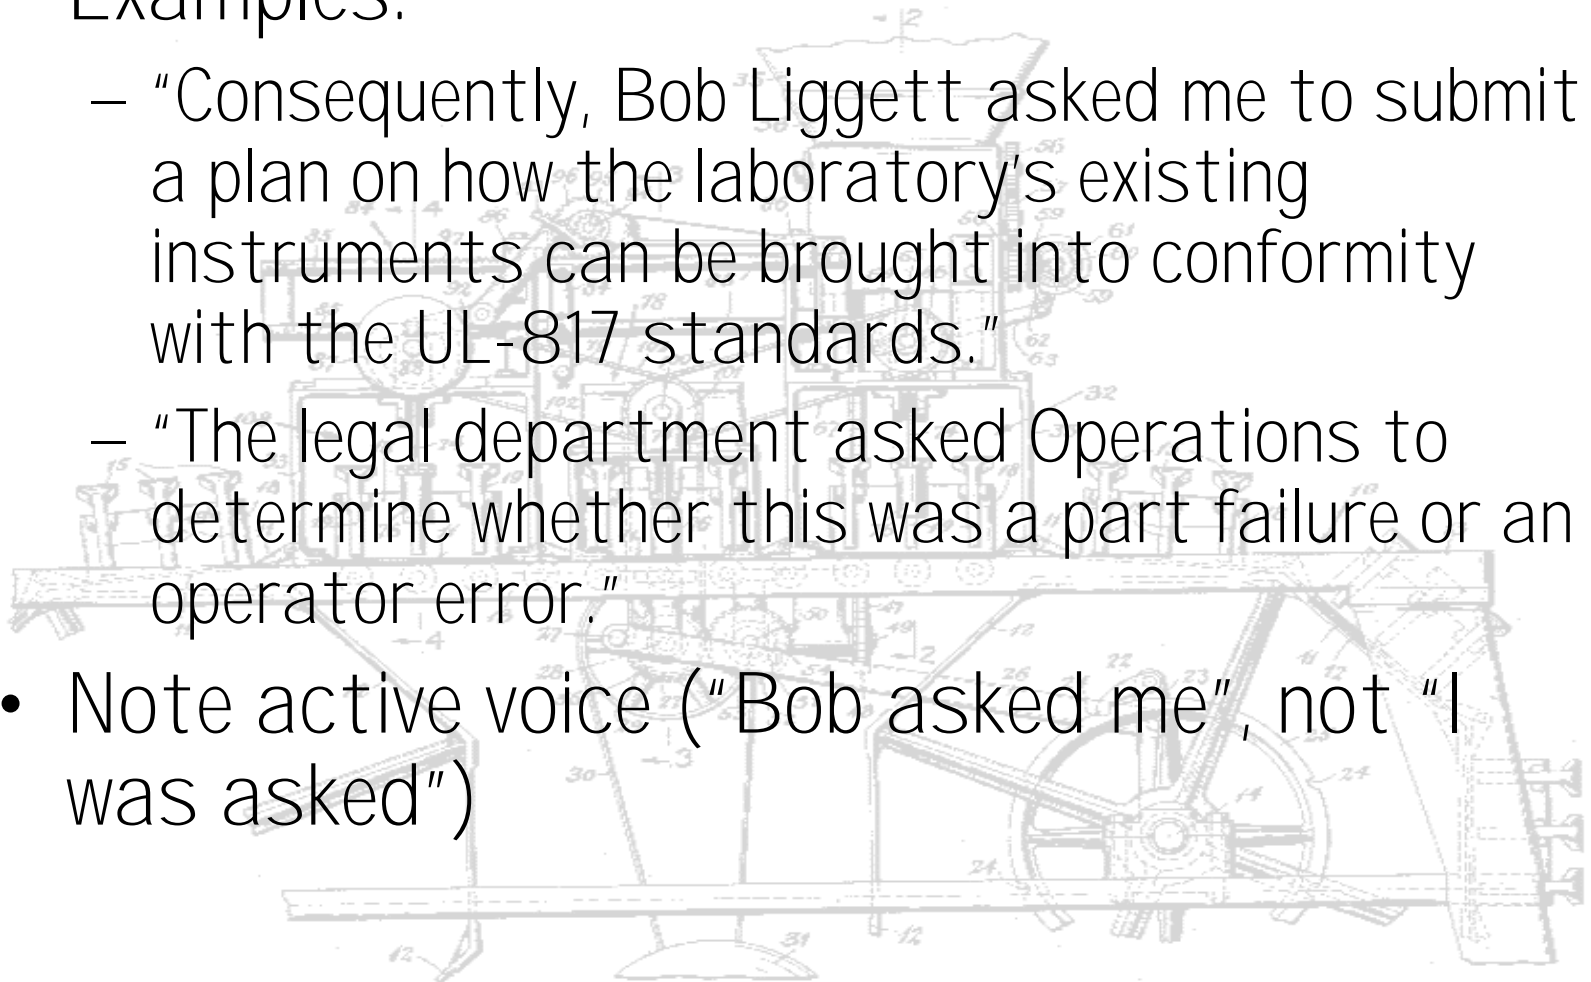 Examples:
– "Consequently, Bob Liggett asked me to submit
a plan on how the laboratory's existing
instruments can be brought into conformity
with the UL-817 standards."
– "The legal department asked Operations to
determine whether this was a part failure or an
operator error."
• Note active voice ("Bob asked me", not "I
was asked")